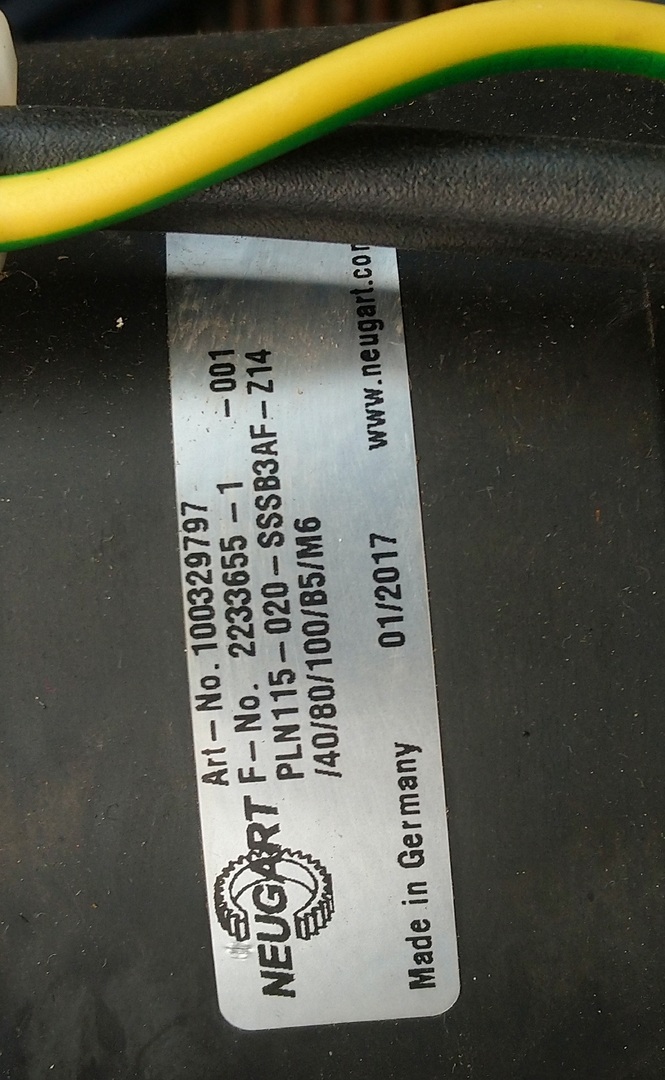 NEUGART
Art-No. 100329797
F-No. 2233655-1 -001
PLN115-020-SSSB3AF-Z14
/40/80/100/B5/M6
Made in Germany 01/2017 www.neugart.com